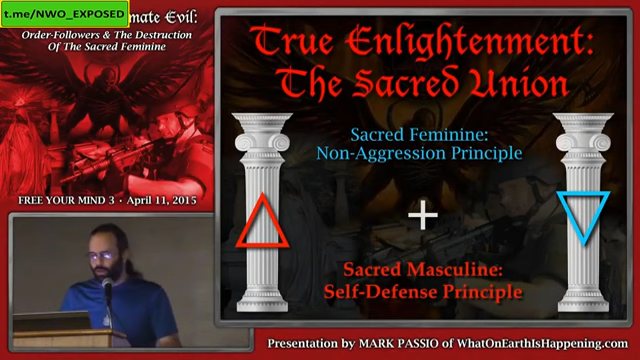 t.me/NWO_EXPOSED
mate Evil:
Order-Followers & The Destruction
Of The Sacred Feminine
FREE YOUR MIND 3 · April 11, 2015
True Enlightenment:
The Sacred Union
Sacred Feminine:
Non-Aggression Principle
+
Sacred Masculine:
Self-Defense Principle
Presentation by MARK PASSIO of WhatOnEarthIsHappening.com